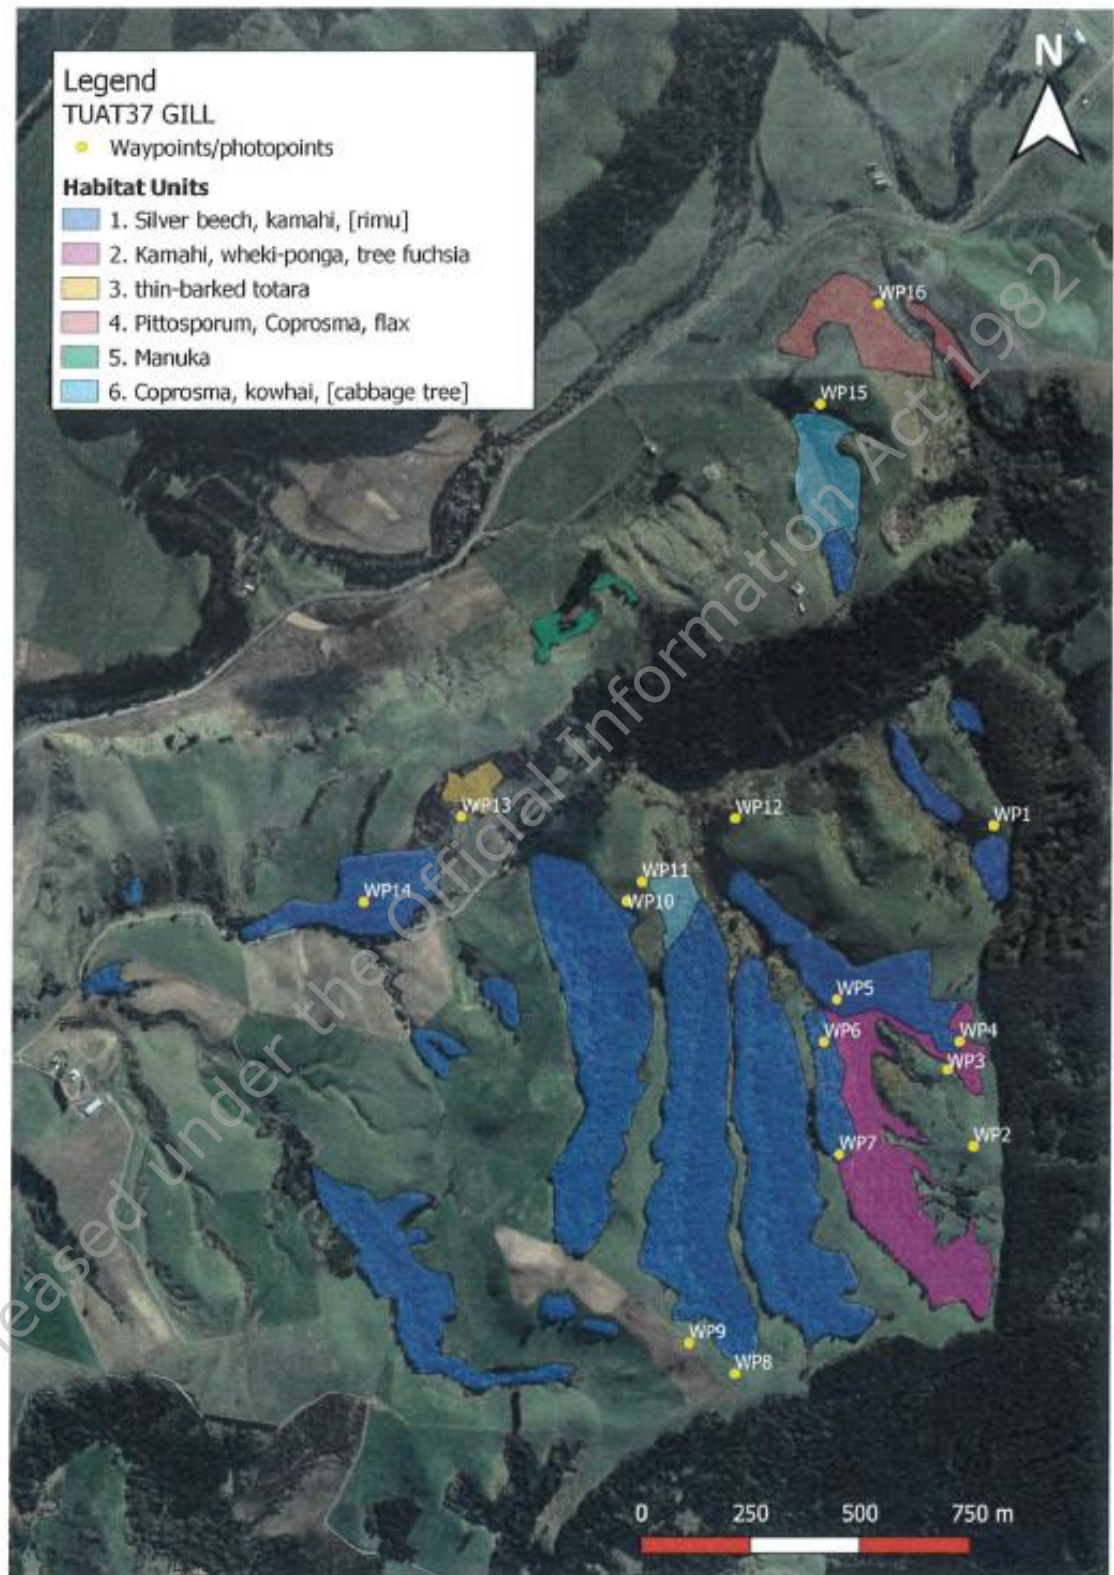 Legend
TUAT37 GILL
Waypoints/photopoints
Habitat Units
1. Silver beech, kamahi, [rimu]
2. Kamahi, wheki-ponga, tree fuchsia
3. thin-barked totara
4. Pittosporum, Coprosma, flax
5. Manuka
6. Coprosma, kowhai, [cabbage tree]
N
WP16
WP15
WP1
WP13
WP12
WP11
WP14
WP10
WP5
WP6
WP4
WP3
WP2
WP7
WP9
WP8
0 250 500 750 m
eased under the Official Information Act 1982